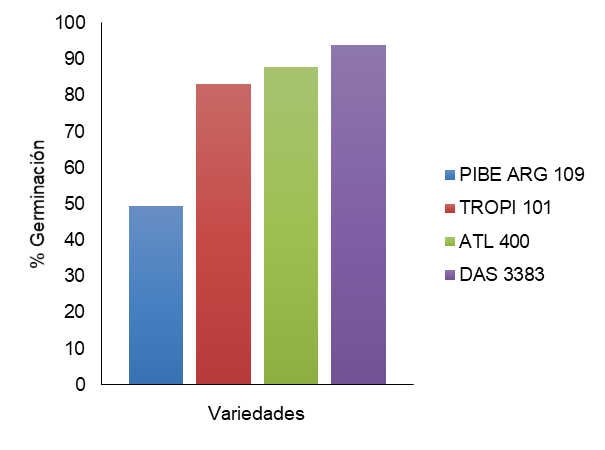 100
90
80
70
60
50
40
30
20
10
0
% Germinación
Variedades
PIBE ARG 109
TROPI 101
ATL 400
DAS 3383